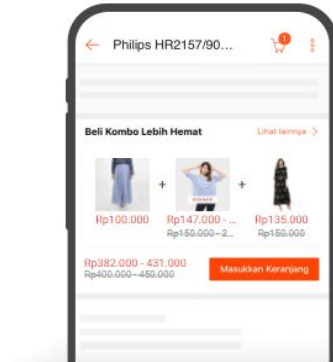 Philips HR2157/90...
1
Beli Kombo Lebih Hemat
Lihat lainnya >
+
+
Rp100.000
Rp147.000 - ...
Rp135.000
Rp150.000 - 2...
Rp150.000
Rp382.000 - 431.000
Rp400.000 - 450.000
Masukkan Keranjang